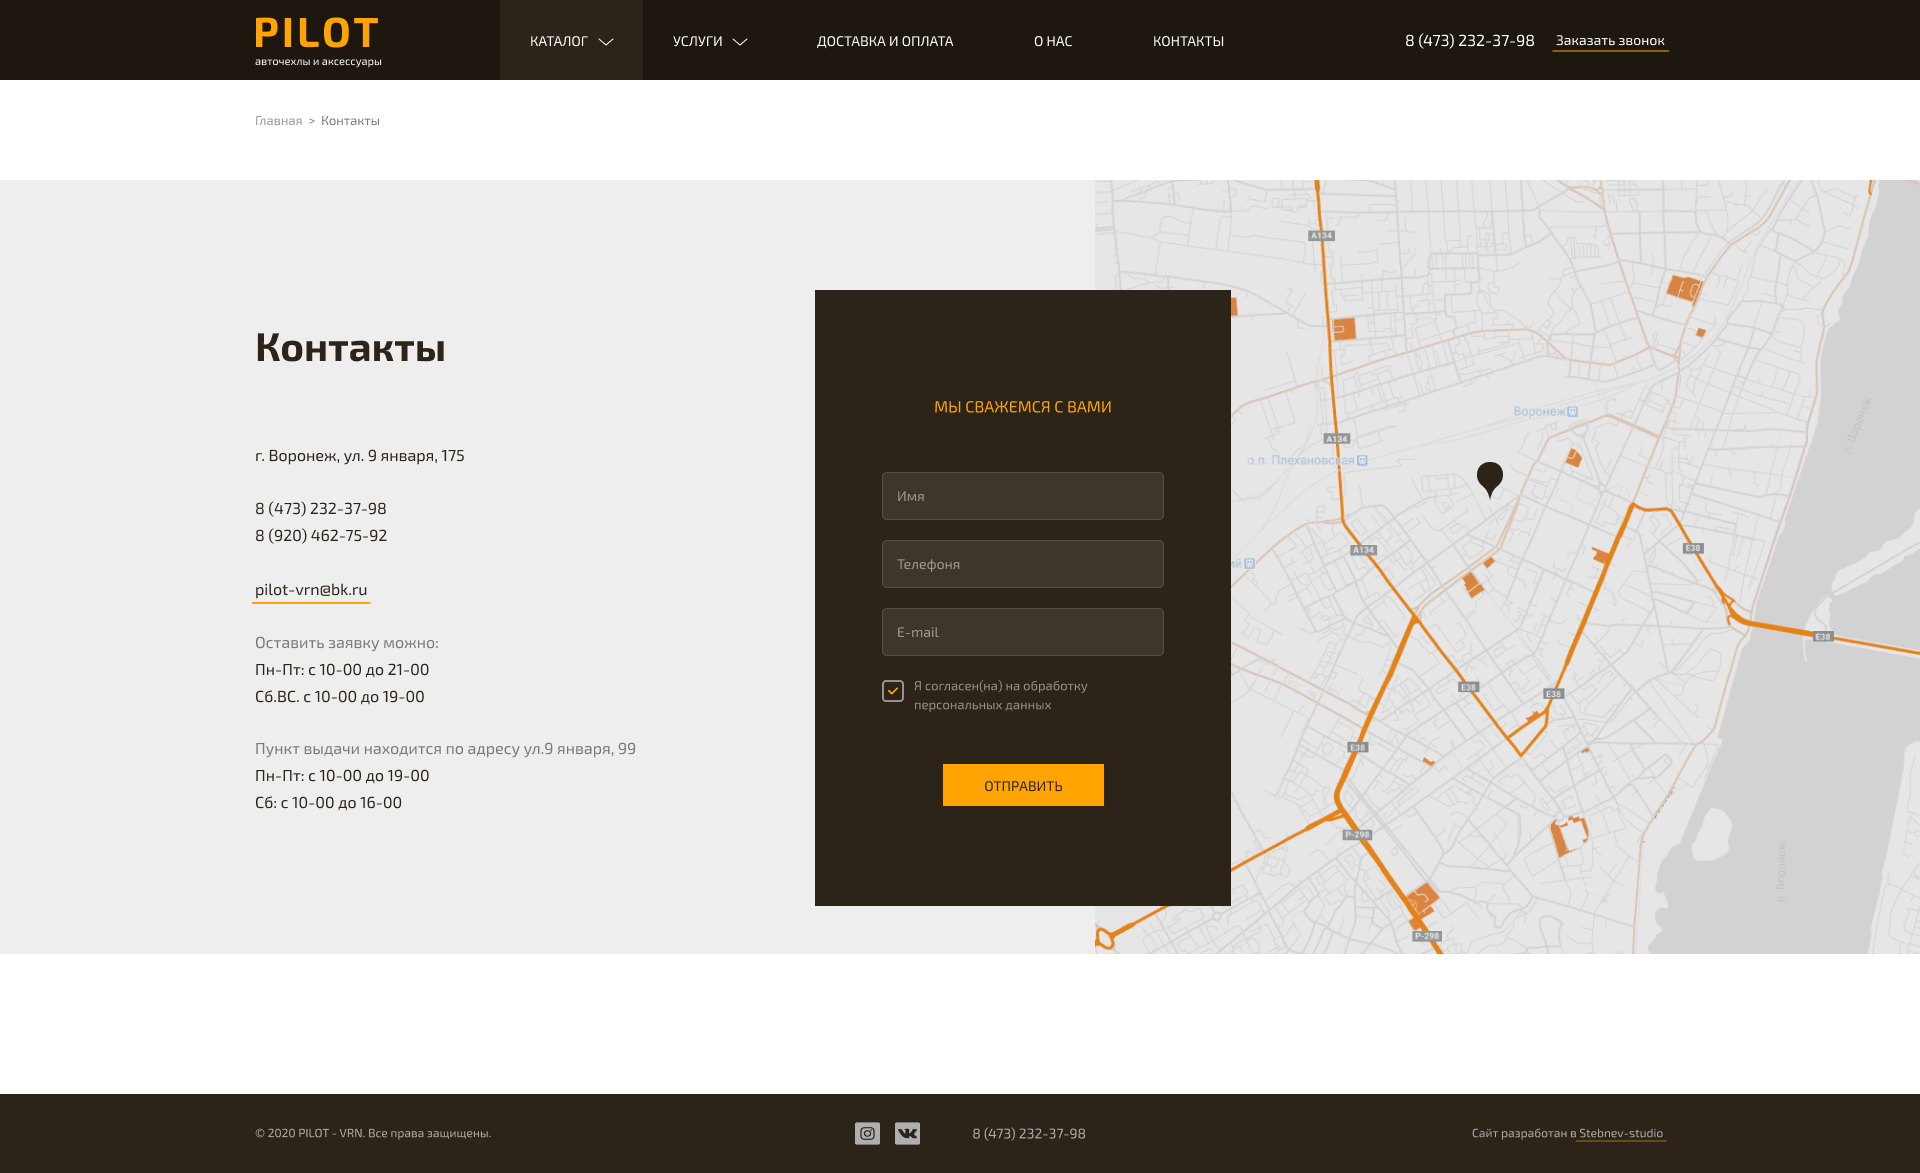 PILOT
авточехлы и аксессуары
КАТАЛОГ
УСЛУГИ
ДОСТАВКА И ОПЛАТА
О НАС
КОНТАКТЫ
8 (473) 232-37-98
Заказать звонок
Главная > Контакты
Контакты
г. Воронеж, ул. 9 января, 175
8 (473) 232-37-98
8 (920) 462-75-92
pilot-vrn@bk.ru
Оставить заявку можно:
Пн-Пт: с 10-00 до 21-00
Сб.ВС. с 10-00 до 19-00
Пункт выдачи находится по адресу ул.9 января, 99
Пн-Пт: с 10-00 до 19-00
Сб: с 10-00 до 16-00
МЫ СВАЖЕМСЯ С ВАМИ
Имя
Телефоня
E-mail
Я согласен(на) на обработку
персональных данных
ОТПРАВИТЬ
A134
Воронеж
A134
о.п. Плехановская
р. Воронеж
A134
E38
ий
E38
E38
E38
E38
P-298
р. Воронеж
P-298
© 2020 PILOT - VRN. Все права защищены.
8 (473) 232-37-98
Сайт разработан в Stebnev-studio